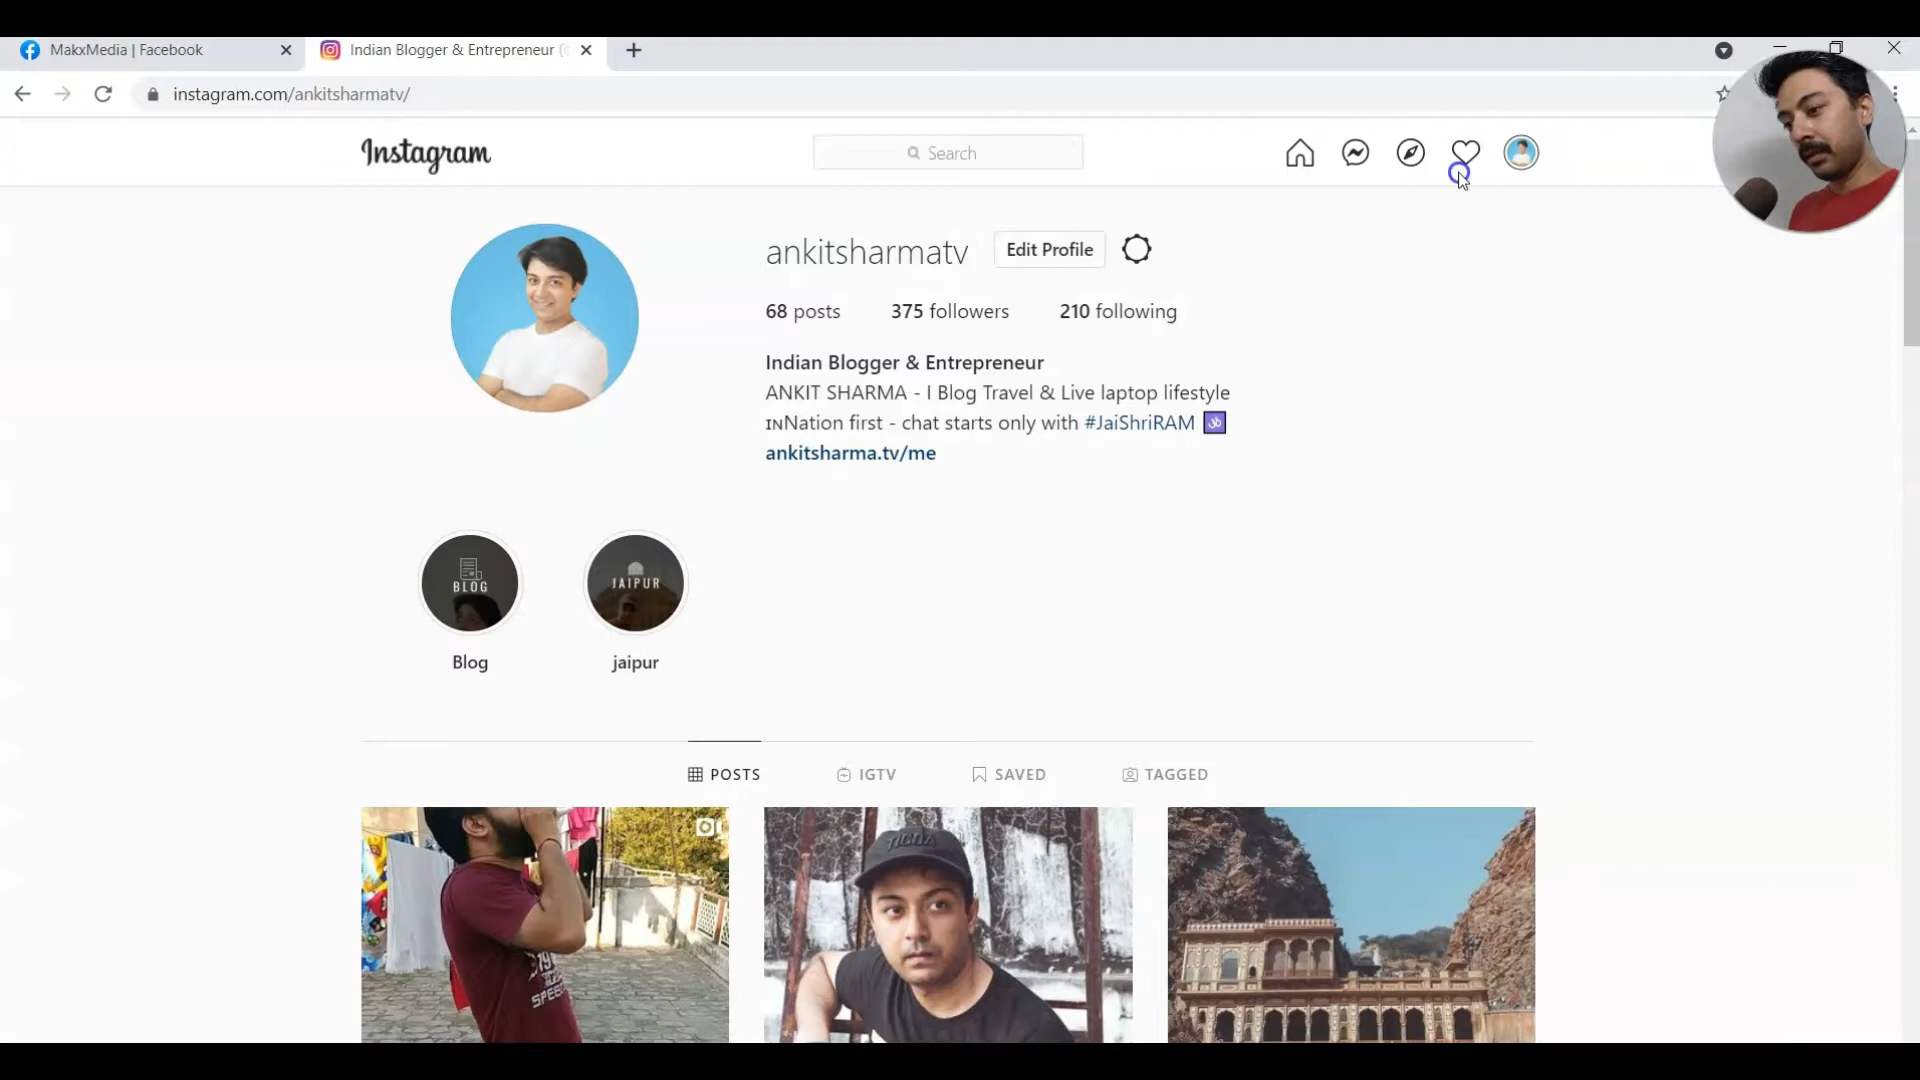 MakxMedia | Facebook
Indian Blogger & Entrepreneur (
instagram.com/ankitsharmatv/
Instagram
Search
ankitsharmatv
Edit Profile
68 posts 375 followers 210 following
Indian Blogger & Entrepreneur
ANKIT SHARMA - I Blog Travel & Live laptop lifestyle
ɪɴNation first - chat starts only with #JaiShriRAM 🕉
ankitsharma.tv/me
BLOG
JAIPUR
Blog
jaipur
POSTS
IGTV
SAVED
TAGGED
SPEE